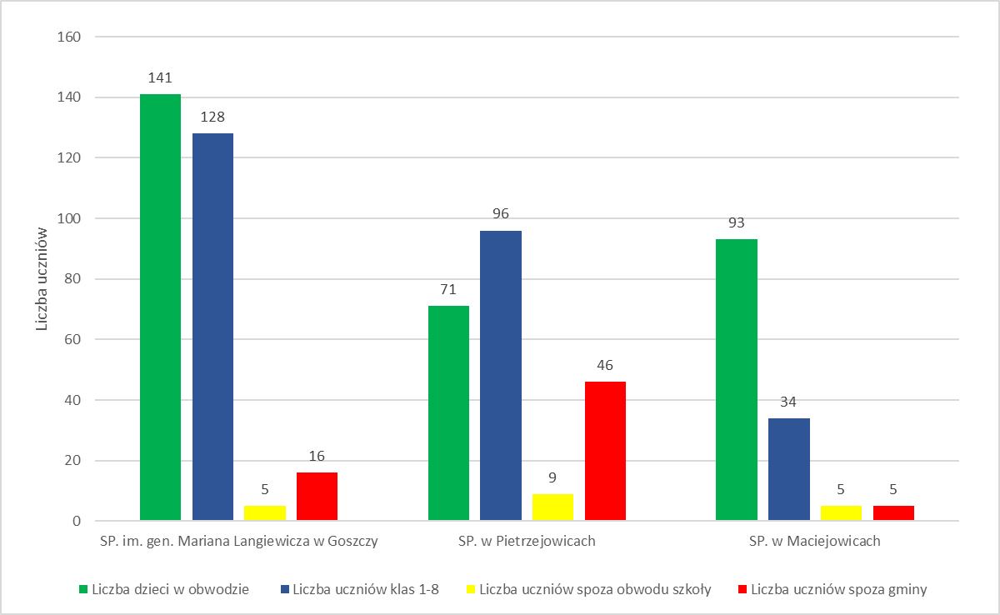 160
140
120
100
80
60
40
20
0
Liczba uczniów
141
128
5
16
71
96
9
46
93
34
5
5
SP. im. gen. Mariana Langiewicza w Goszczy
SP. w Pietrzejowicach
SP. w Maciejowicach
Liczba dzieci w obwodzie
Liczba uczniów klas 1-8
Liczba uczniów spoza obwodu szkoły
Liczba uczniów spoza gminy